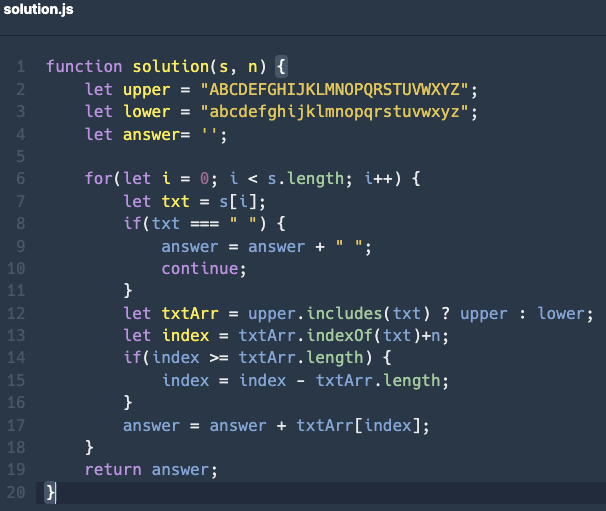 solution.js
1 function solution(s, n) {
2     let upper = "ABCDEFGHIJKLMNOPQRSTUVWXYZ";
3     let lower = "abcdefghijklmnopqrstuvwxyz";
4     let answer= '';
5
6     for(let i = 0; i < s.length; i++) {
7         let txt = s[i];
8         if(txt === " ") {
9             answer = answer + " ";
10             continue;
11         }
12         let txtArr = upper.includes(txt) ? upper : lower;
13         let index = txtArr.indexOf(txt)+n;
14         if(index >= txtArr.length) {
15             index = index - txtArr.length;
16         }
17         answer = answer + txtArr[index];
18     }
19     return answer;
20 }